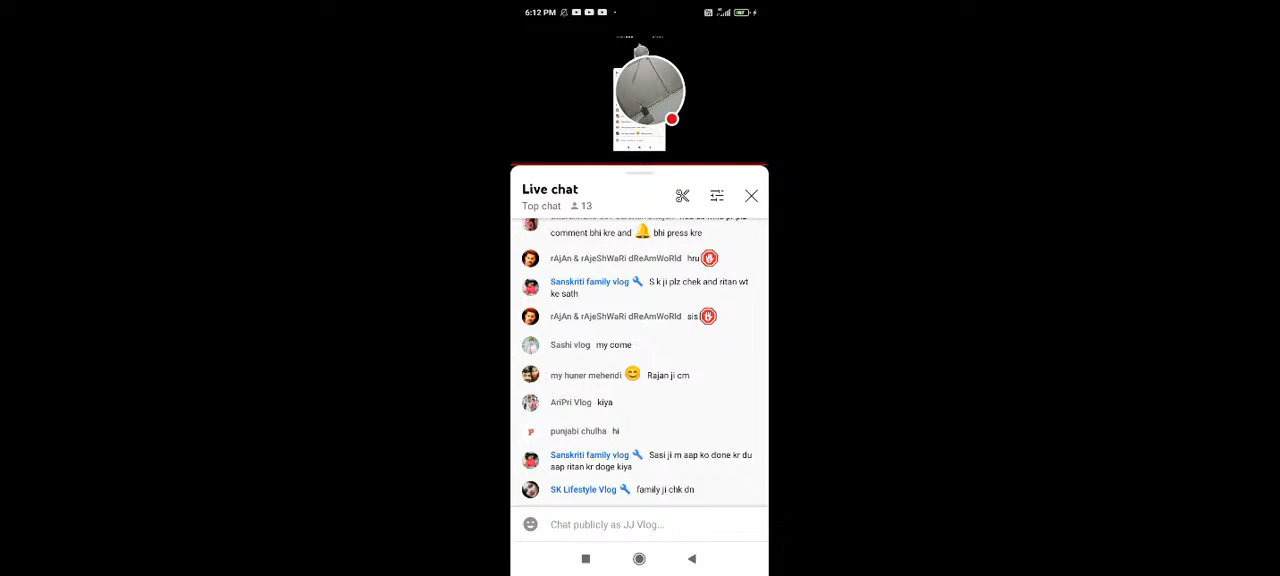 6:12 PM
Live chat
Top chat 13
comment bhi kre and 🔔 bhi press kre
rAjAn & rAjeShWaRi dReAmWoRld hru
Sanskriti family vlog S k ji plz chek and ritan wt
ke sath
rAjAn & rAjeShWaRi dReAmWoRld sis
Sashi vlog my come
my huner mehendi 😊 Rajan ji cm
AriPri Vlog kiya
P punjabi chulha hi
Sanskriti family vlog Sasi ji m aap ko done kr du
aap ritan kr doge kiya
SK Lifestyle Vlog family ji chk dn
Chat publicly as JJ Vlog...